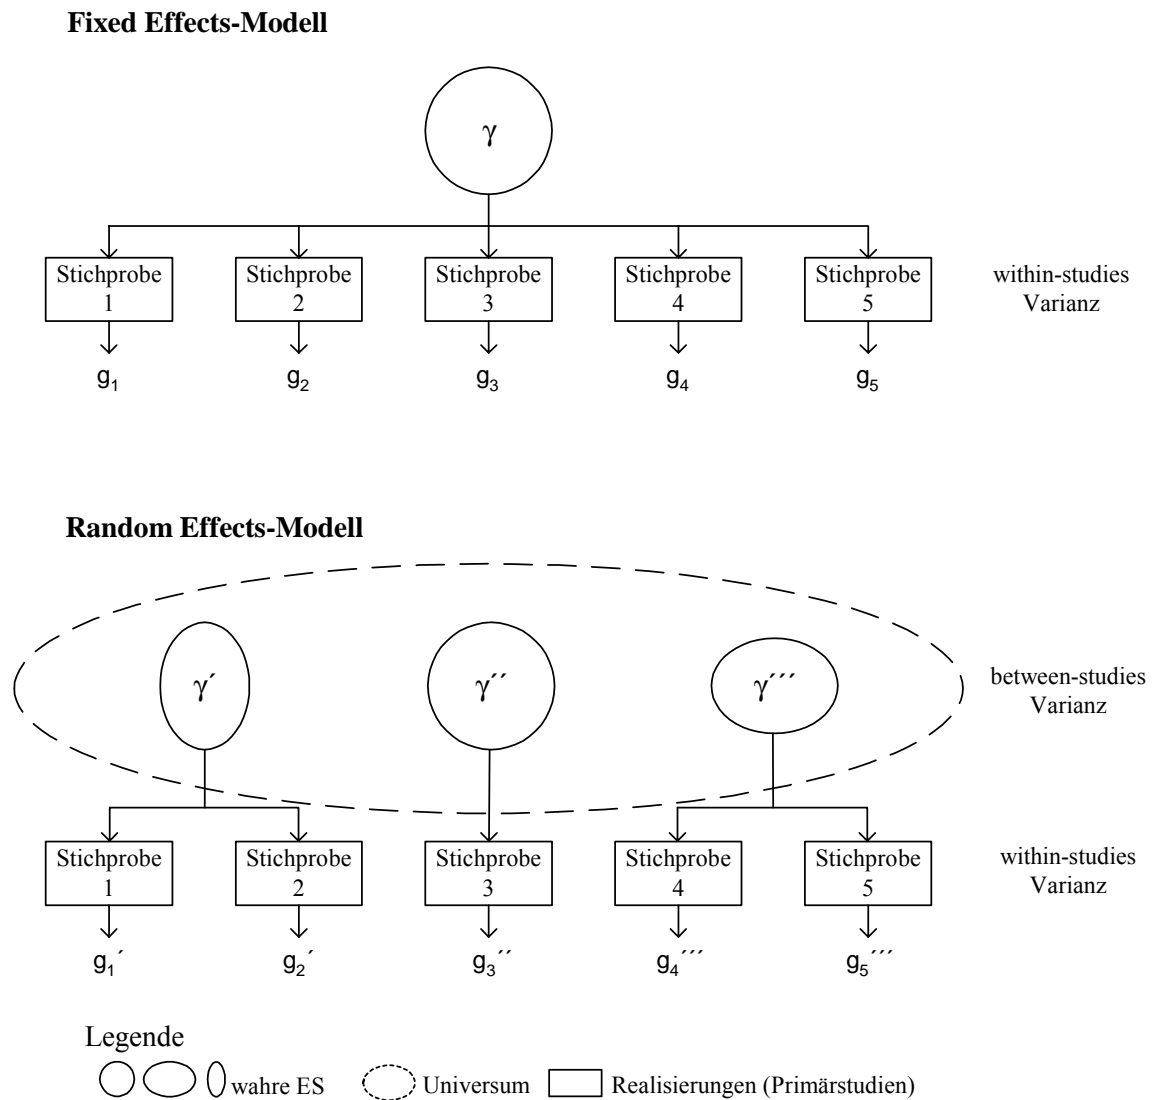 Fixed Effects-Modell
γ
Stichprobe 1
Stichprobe 2
Stichprobe 3
Stichprobe 4
Stichprobe 5
within-studies
Varianz
g₁ g₂ g₃ g₄ g₅
Random Effects-Modell
γ´ γ´´ γ´´´
between-studies
Varianz
Stichprobe 1
Stichprobe 2
Stichprobe 3
Stichprobe 4
Stichprobe 5
within-studies
Varianz
g₁´ g₂´ g₃´´ g₄´´´ g₅´´´
Legende
wahre ES Universum Realisierungen (Primärstudien)